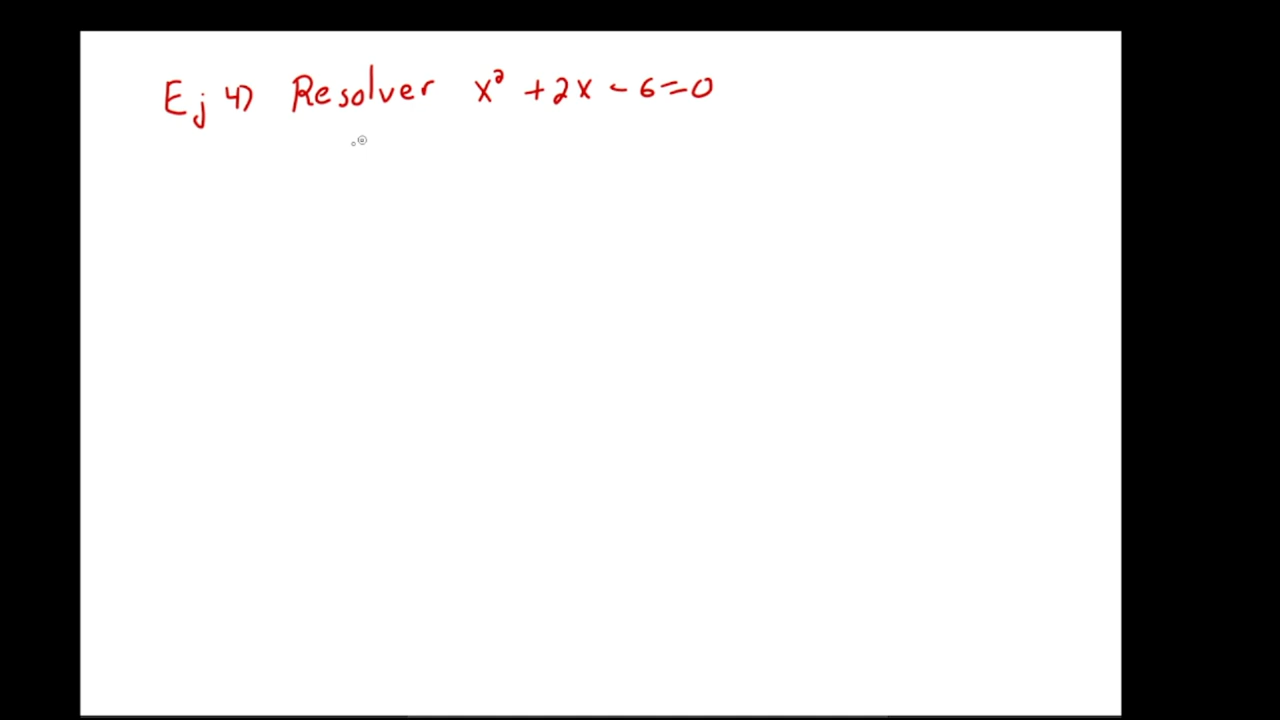 Ej 4) Resolver x² + 2x - 6 = 0